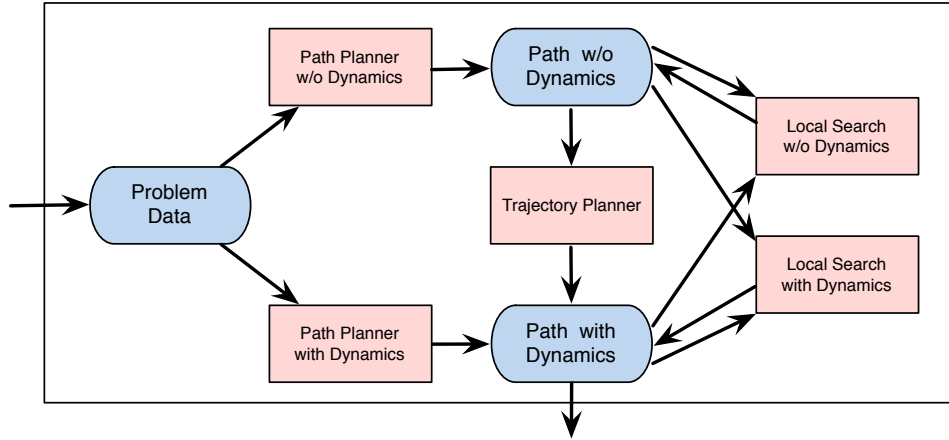 Path Planner
w/o Dynamics
Path w/o
Dynamics
Local Search
w/o Dynamics
Problem
Data
Trajectory Planner
Local Search
with Dynamics
Path Planner
with Dynamics
Path with
Dynamics